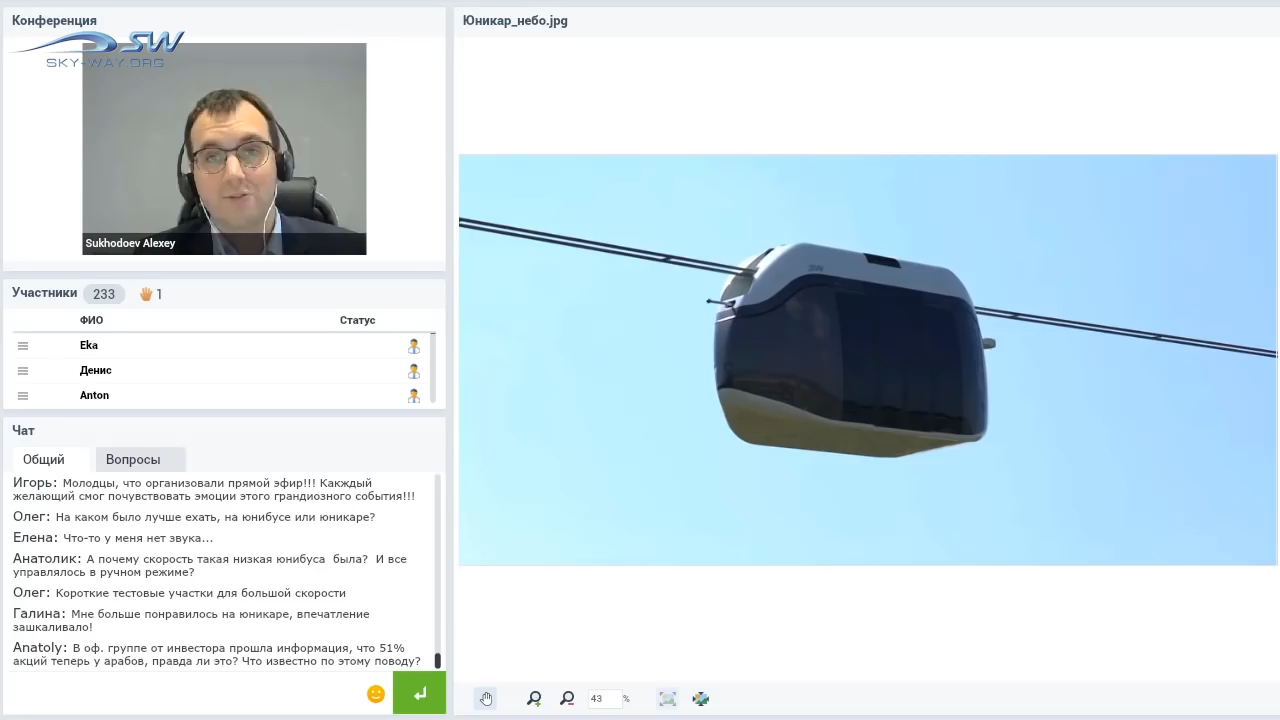 Конференция
SW
SKY-WAY.ORG
Sukhodoev Alexey
Участники 233 1
ФИО Статус
Eka
Денис
Anton
Чат
Общий Вопросы
Игорь: Молодцы, что организовали прямой эфир!!! Какждый
желающий смог почувствовать эмоции этого грандиозного события!!!
Олег: На каком было лучше ехать, на юнибусе или юникаре?
Елена: Что-то у меня нет звука...
Анатолик: А почему скорость такая низкая юнибуса была? И все
управлялось в ручном режиме?
Олег: Короткие тестовые участки для большой скорости
Галина: Мне больше понравилось на юникаре, впечатление
зашкаливало!
Anatoly: В оф. группе от инвестора прошла информация, что 51%
акций теперь у арабов, правда ли это? Что известно по этому поводу?
Юникар_небо.jpg
43 %